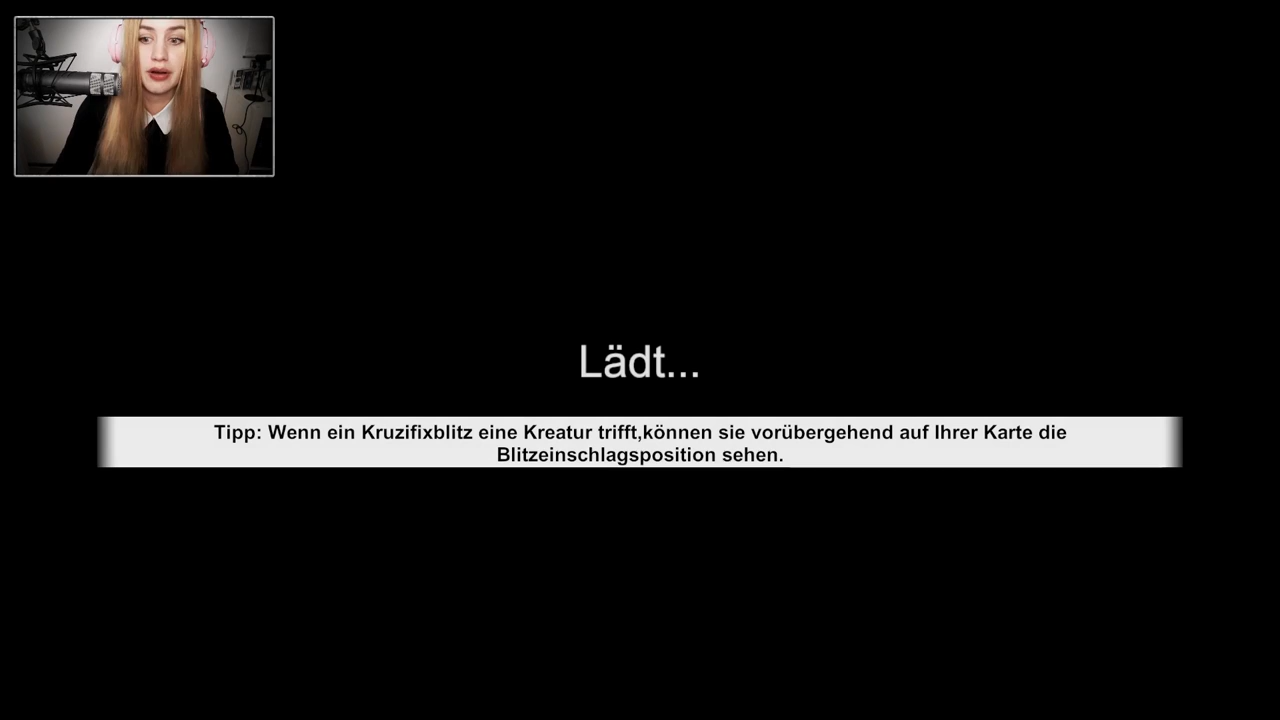 Lädt...
Tipp: Wenn ein Kruzifixblitz eine Kreatur trifft,können sie vorübergehend auf Ihrer Karte die
Blitzeinschlagsposition sehen.